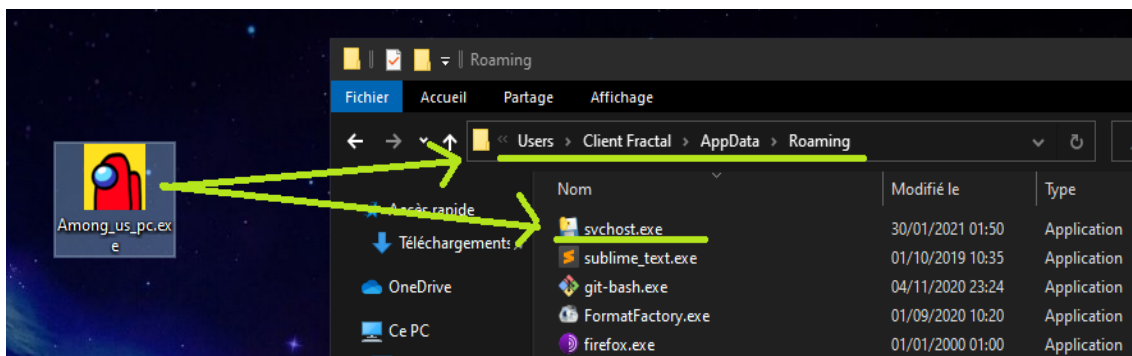 Roaming
Fichier Accueil Partage Affichage
« Users > Client Fractal > AppData > Roaming
Nom Modifié le Type
Accès rapide
Among_us_pc.ex
e
svchost.exe 30/01/2021 01:50 Application
Téléchargements
sublime_text.exe 01/10/2019 10:35 Application
OneDrive
git-bash.exe 04/11/2020 23:24 Application
FormatFactory.exe 01/09/2020 10:20 Application
Ce PC
firefox.exe 01/01/2000 01:00 Application